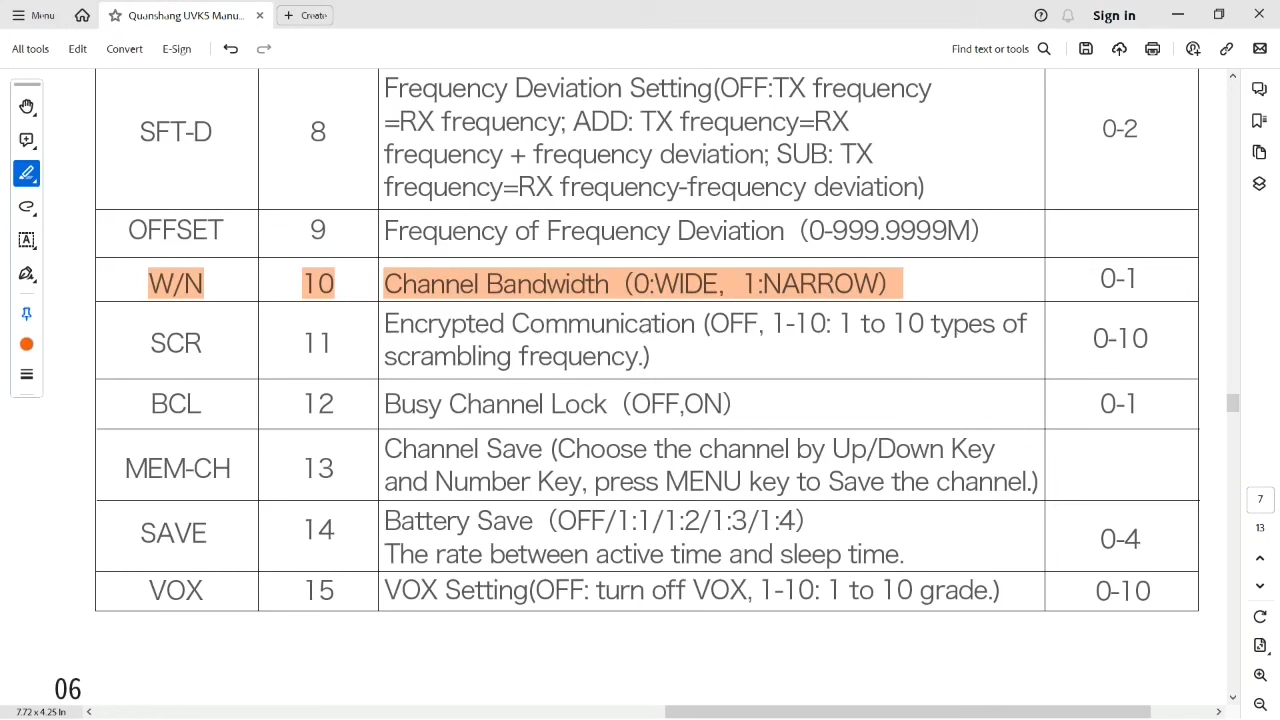 Menu
Quanshang UVK5 Manu...
Create
Sign in
All tools
Edit
Convert
E-Sign
Find text or tools
SFT-D
8
Frequency Deviation Setting(OFF:TX frequency
=RX frequency; ADD: TX frequency=RX
frequency + frequency deviation; SUB: TX
frequency=RX frequency-frequency deviation)
0-2
OFFSET
9
Frequency of Frequency Deviation（0-999.9999M）
W/N
10
Channel Bandwidth（0:WIDE, 1:NARROW）
0-1
SCR
11
Encrypted Communication (OFF, 1-10: 1 to 10 types of
scrambling frequency.)
0-10
BCL
12
Busy Channel Lock（OFF,ON）
0-1
MEM-CH
13
Channel Save (Choose the channel by Up/Down Key
and Number Key, press MENU key to Save the channel.)
SAVE
14
Battery Save（OFF/1:1/1:2/1:3/1:4）
The rate between active time and sleep time.
0-4
VOX
15
VOX Setting(OFF: turn off VOX, 1-10: 1 to 10 grade.)
0-10
06
7
13
7.72 x 4.25 In